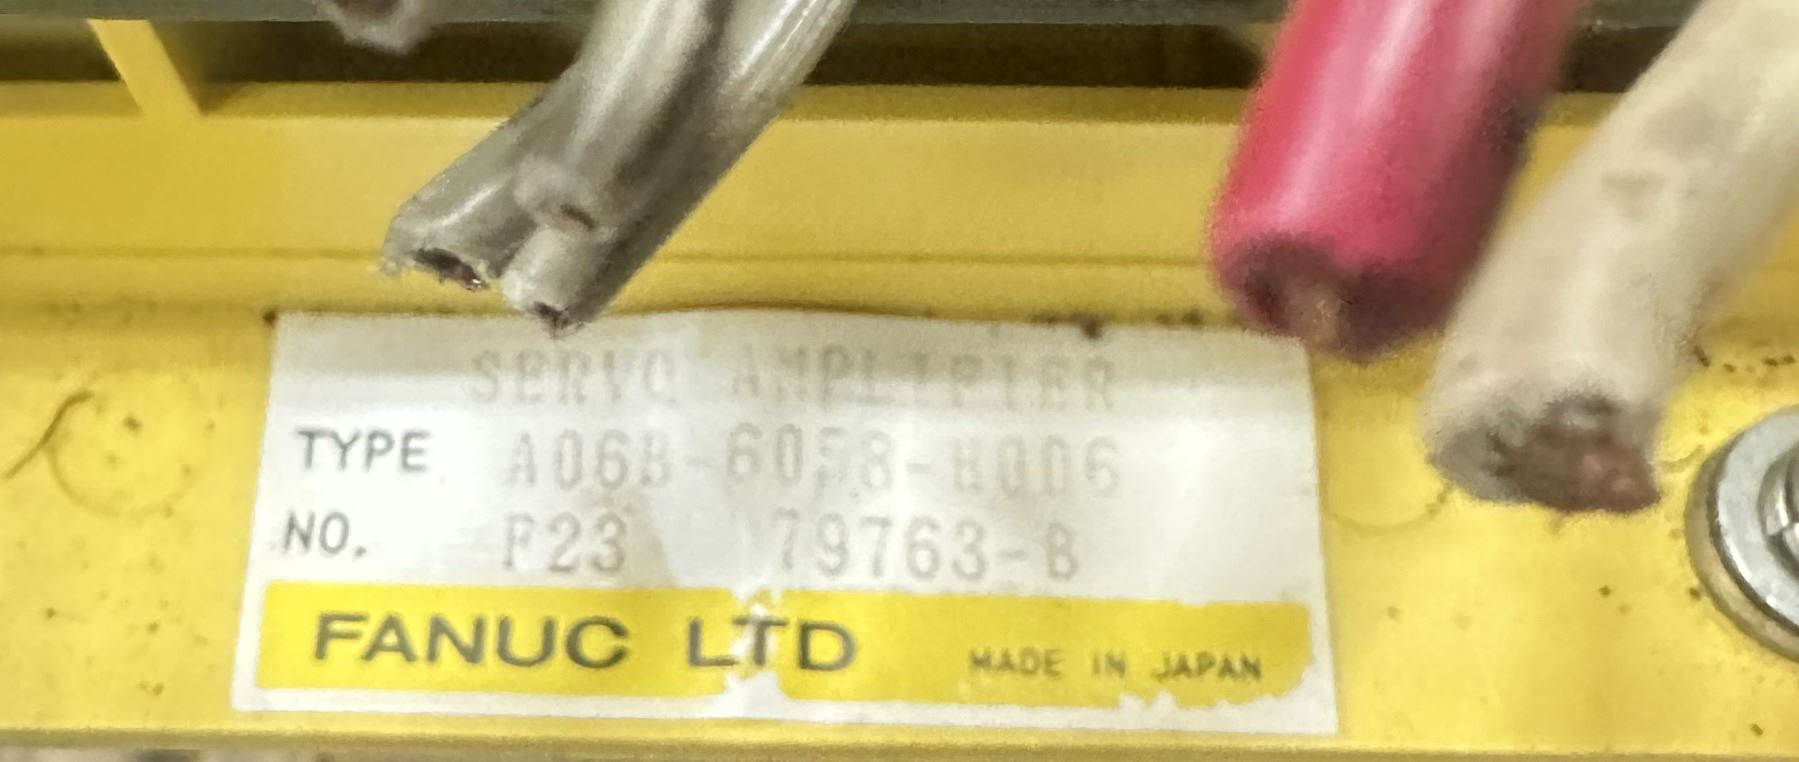 SERVO AMPLIFIER
TYPE A06B-6058-H006
NO. F23 79763-B
FANUC LTD MADE IN JAPAN